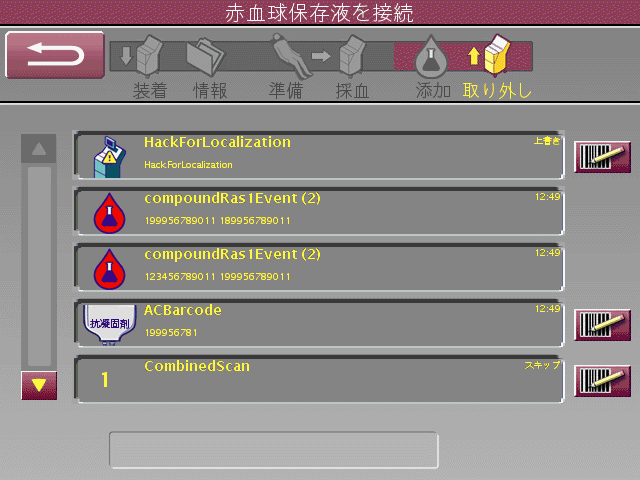 赤血球保存液を接続
装着 情報 準備 採血 添加 取り外し
HackForLocalization 上書き
HackForLocalization
compoundRas1Event (2) 12:49
199956789011 189956789011
compoundRas1Event (2) 12:49
123456789011 199956789011
抗凝固剤
ACBarcode 12:49
199956781
1
CombinedScan スキップ